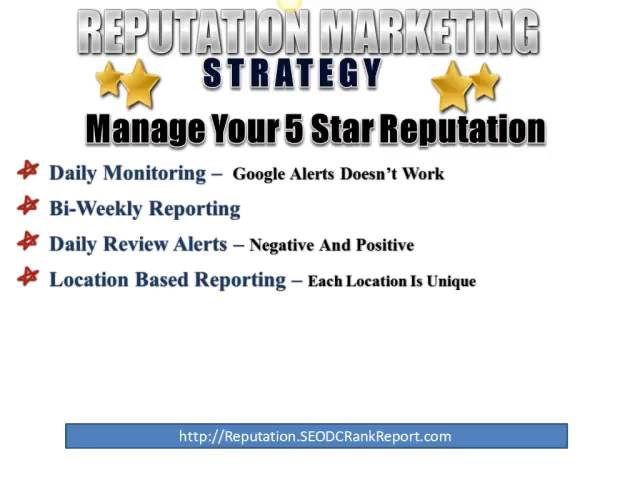 REPUTATION MARKETING
STRATEGY
Manage Your 5 Star Reputation
Daily Monitoring – Google Alerts Doesn't Work
Bi-Weekly Reporting
Daily Review Alerts – Negative And Positive
Location Based Reporting – Each Location Is Unique
http://Reputation.SEODCRankReport.com